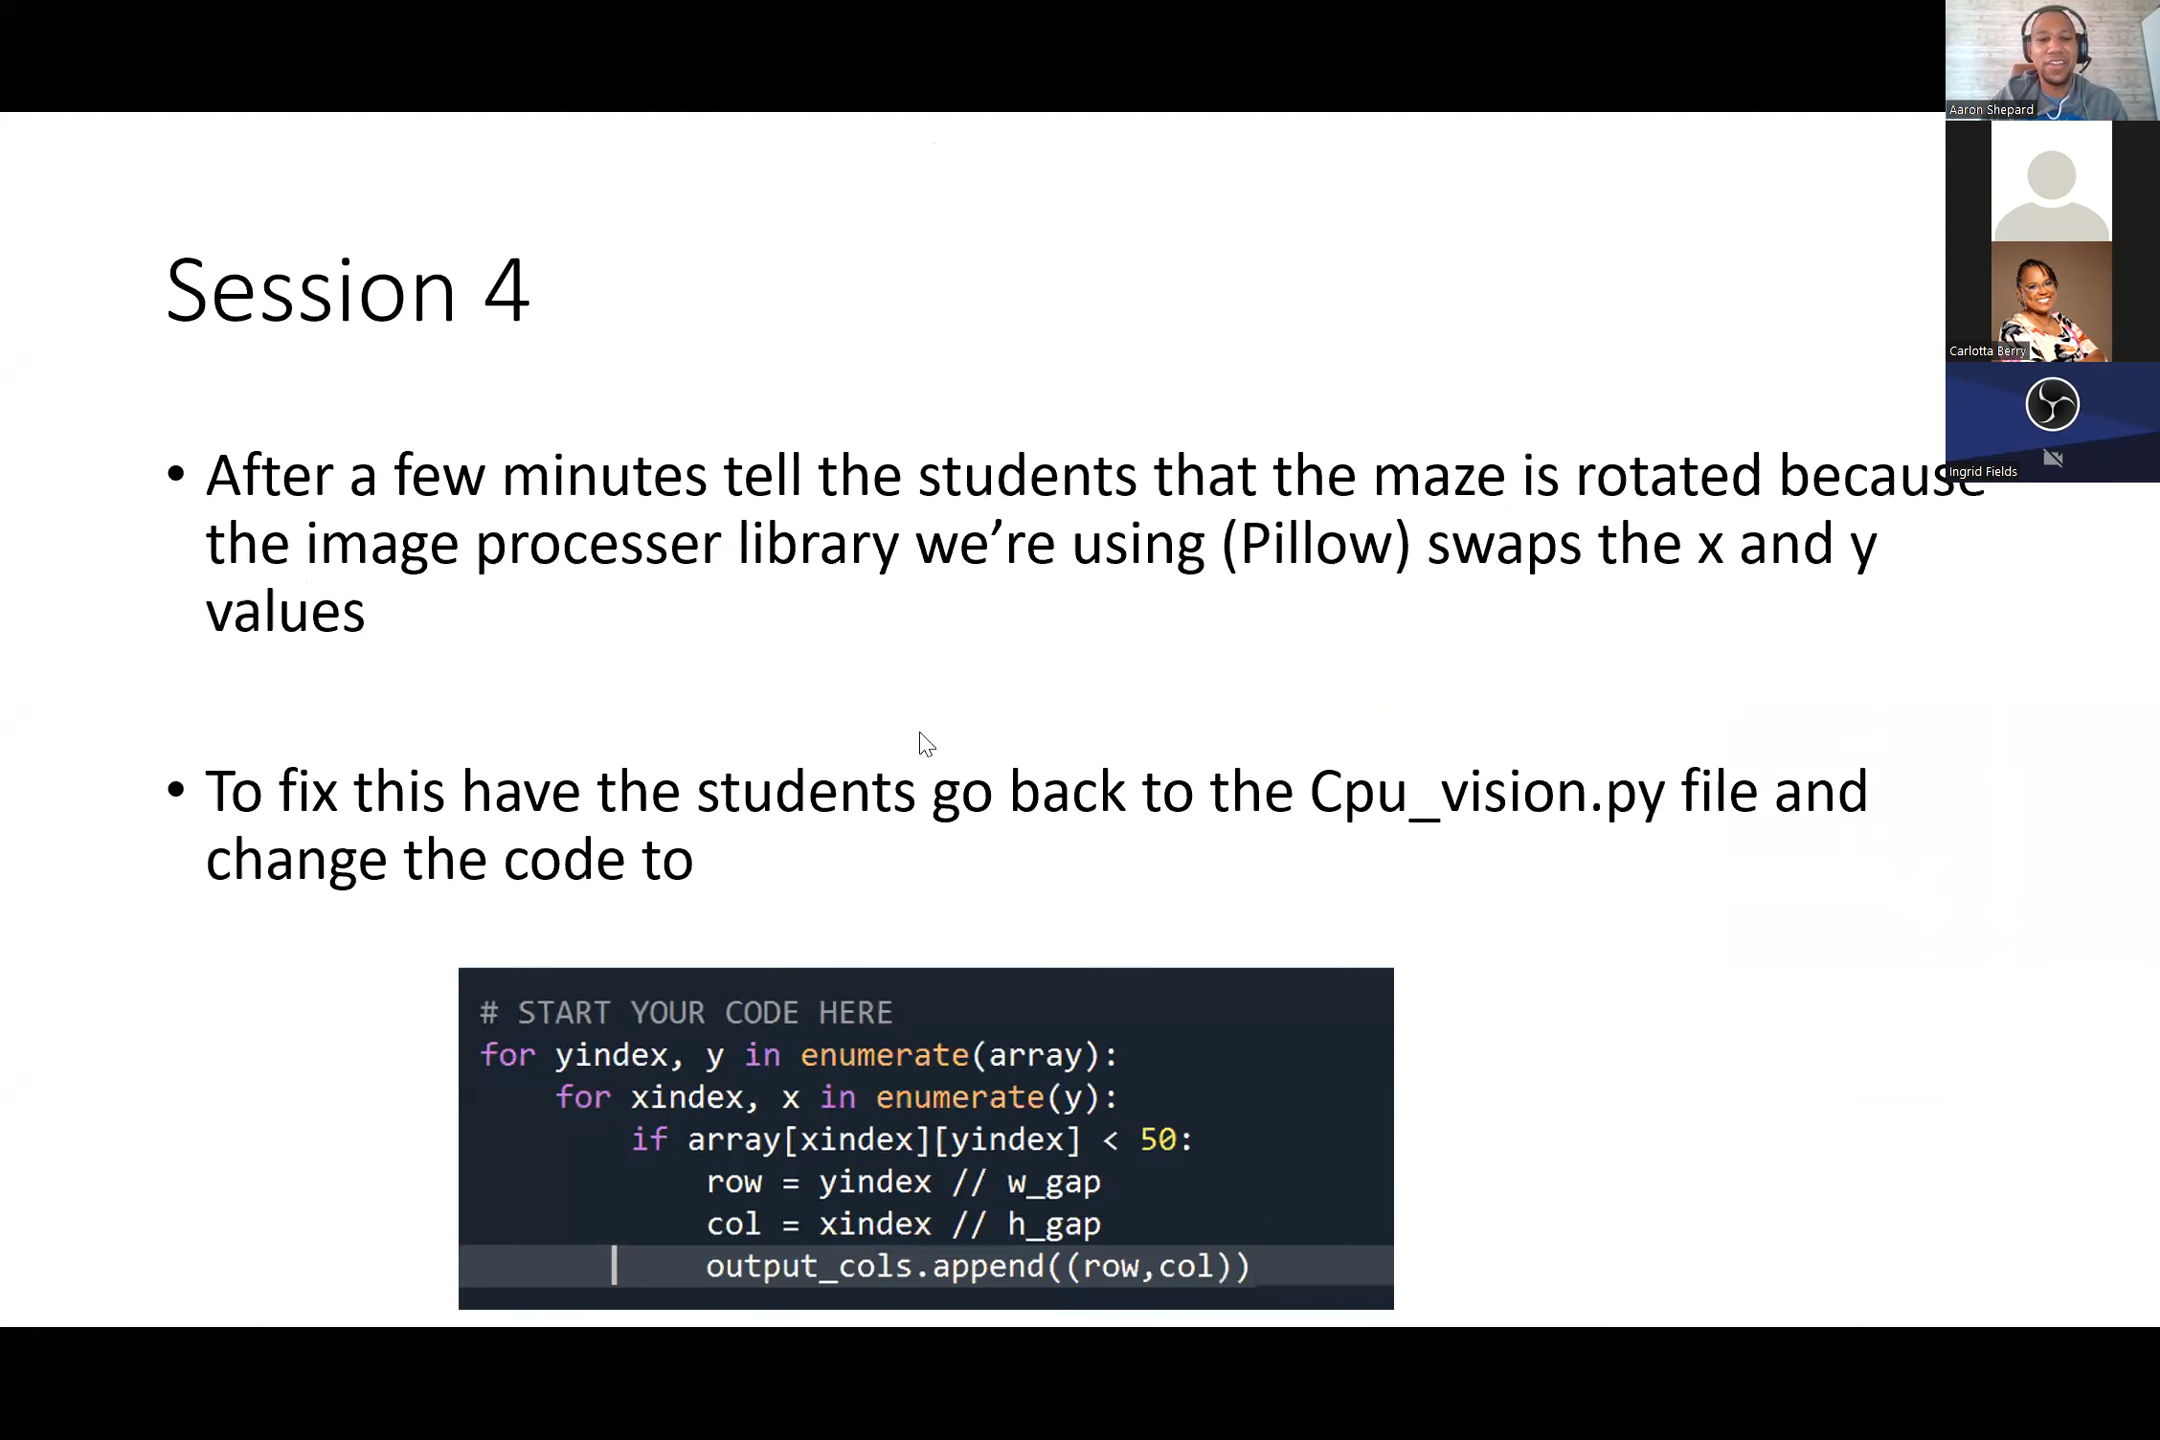 Aaron Shepard
Session 4
Carlotta Berry
Ingrid Fields
• After a few minutes tell the students that the maze is rotated because
the image processer library we’re using (Pillow) swaps the x and y
values
• To fix this have the students go back to the Cpu_vision.py file and
change the code to
# START YOUR CODE HERE
for yindex, y in enumerate(array):
    for xindex, x in enumerate(y):
        if array[xindex][yindex] < 50:
            row = yindex // w_gap
            col = xindex // h_gap
            output_cols.append((row,col))